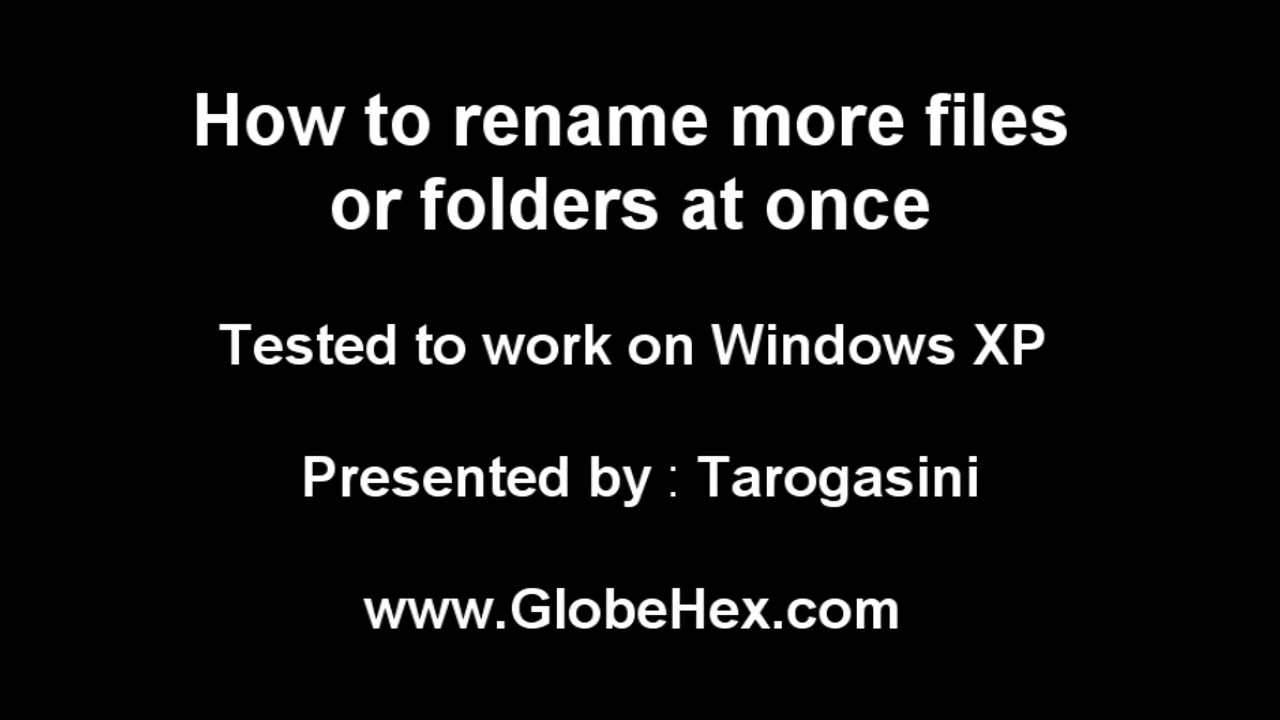 How to rename more files
or folders at once
Tested to work on Windows XP
Presented by : Tarogasini
www.GlobeHex.com